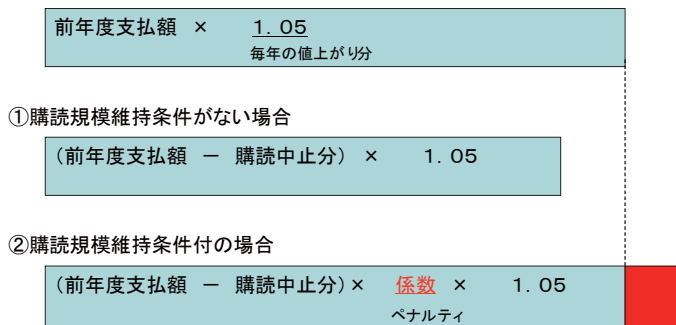 前年度支払額 × 1.05
毎年の値上がり分
①購読規模維持条件がない場合
(前年度支払額 － 購読中止分) × 1.05
②購読規模維持条件付の場合
(前年度支払額 － 購読中止分)× 係数 × 1.05
ペナルティ